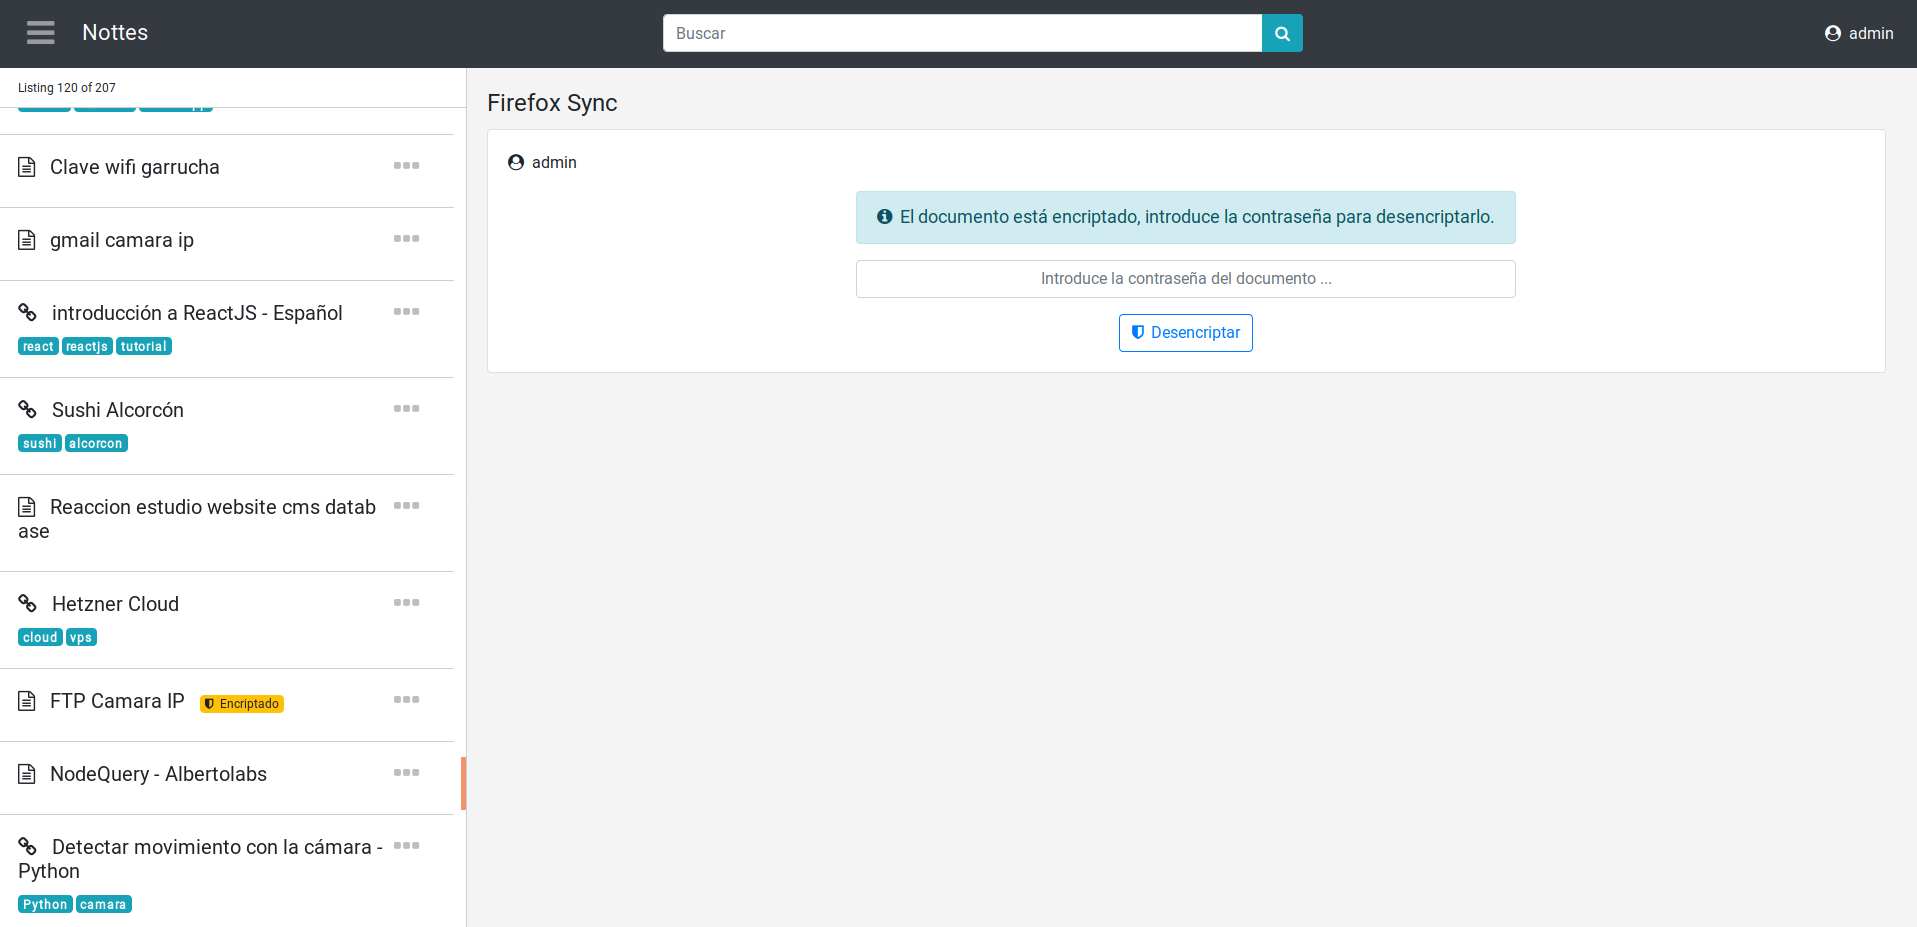 Nottes
Buscar
admin
Listing 120 of 207
Clave wifi garrucha
gmail camara ip
introducción a ReactJS - Español
react reactjs tutorial
Sushi Alcorcón
sushi alcorcon
Reaccion estudio website cms datab
ase
Hetzner Cloud
cloud vps
FTP Camara IP Encriptado
NodeQuery - Albertolabs
Detectar movimiento con la cámara -
Python
Python camara
Firefox Sync
admin
El documento está encriptado, introduce la contraseña para desencriptarlo.
Introduce la contraseña del documento ...
Desencriptar